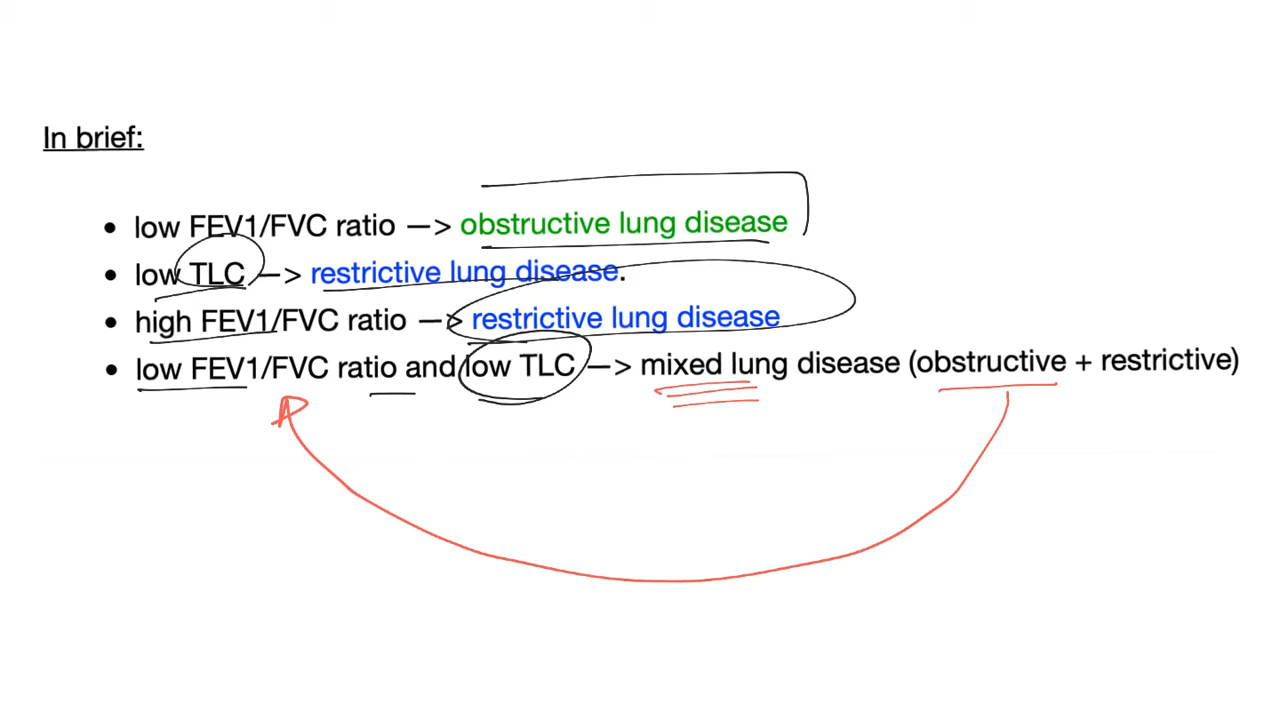 In brief:
• low FEV1/FVC ratio —> obstructive lung disease
• low TLC —> restrictive lung disease.
• high FEV1/FVC ratio —> restrictive lung disease
• low FEV1/FVC ratio and low TLC —> mixed lung disease (obstructive + restrictive)